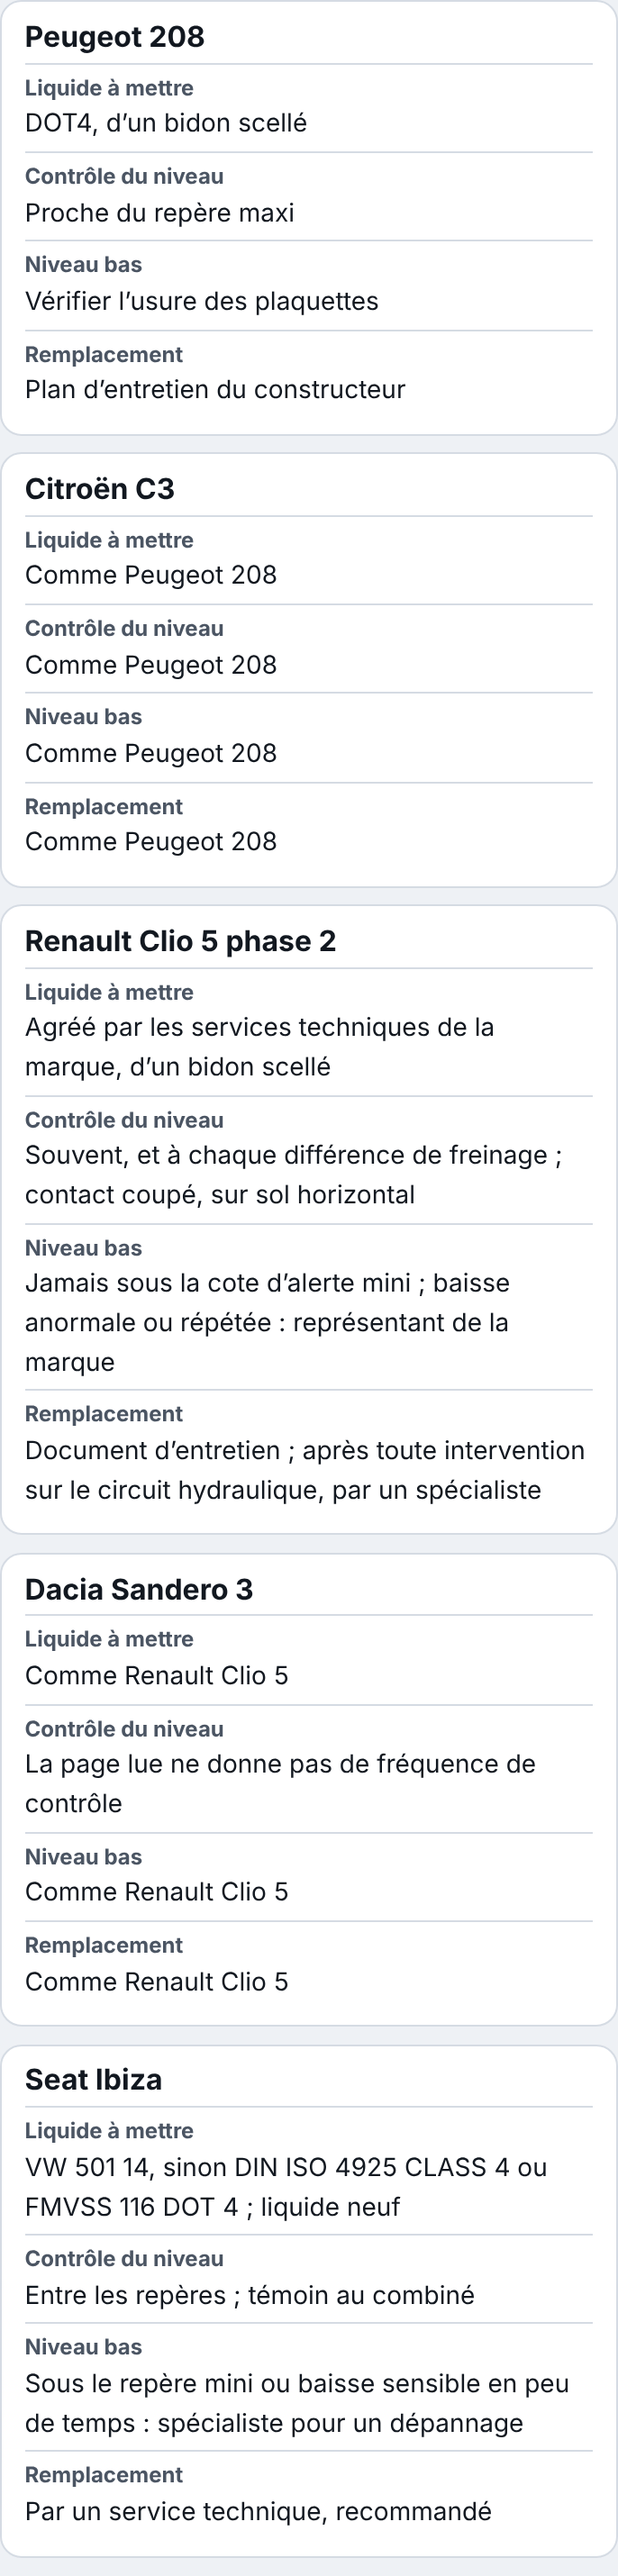 Peugeot 208
Liquide à mettre
DOT4, d’un bidon scellé
Contrôle du niveau
Proche du repère maxi
Niveau bas
Vérifier l’usure des plaquettes
Remplacement
Plan d’entretien du constructeur
Citroën C3
Liquide à mettre
Comme Peugeot 208
Contrôle du niveau
Comme Peugeot 208
Niveau bas
Comme Peugeot 208
Remplacement
Comme Peugeot 208
Renault Clio 5 phase 2
Liquide à mettre
Agréé par les services techniques de la
marque, d’un bidon scellé
Contrôle du niveau
Souvent, et à chaque différence de freinage ;
contact coupé, sur sol horizontal
Niveau bas
Jamais sous la cote d’alerte mini ; baisse
anormale ou répétée : représentant de la
marque
Remplacement
Document d’entretien ; après toute intervention
sur le circuit hydraulique, par un spécialiste
Dacia Sandero 3
Liquide à mettre
Comme Renault Clio 5
Contrôle du niveau
La page lue ne donne pas de fréquence de
contrôle
Niveau bas
Comme Renault Clio 5
Remplacement
Comme Renault Clio 5
Seat Ibiza
Liquide à mettre
VW 501 14, sinon DIN ISO 4925 CLASS 4 ou
FMVSS 116 DOT 4 ; liquide neuf
Contrôle du niveau
Entre les repères ; témoin au combiné
Niveau bas
Sous le repère mini ou baisse sensible en peu
de temps : spécialiste pour un dépannage
Remplacement
Par un service technique, recommandé